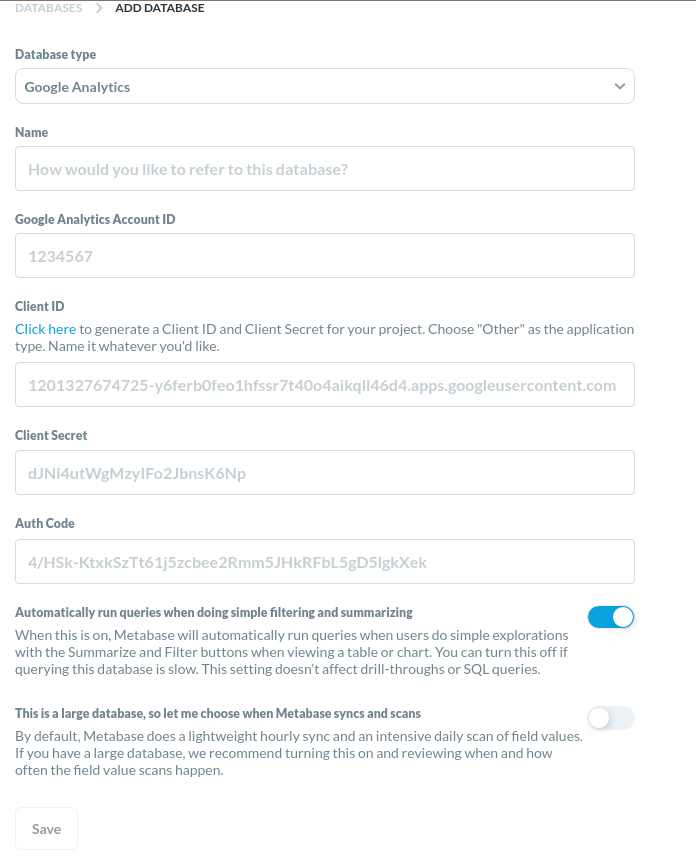 DATABASES > ADD DATABASE
Database type
Google Analytics
Name
How would you like to refer to this database?
Google Analytics Account ID
1234567
Client ID
Click here to generate a Client ID and Client Secret for your project. Choose "Other" as the application
type. Name it whatever you'd like.
1201327674725-y6ferb0feo1hfssr7t40o4aikqll46d4.apps.googleusercontent.com
Client Secret
dJNi4utWgMzyIFo2JbnsK6Np
Auth Code
4/HSk-KtxkSzTt61j5zcbee2Rmm5JHkRFbL5gD5lgkXek
Automatically run queries when doing simple filtering and summarizing
When this is on, Metabase will automatically run queries when users do simple explorations
with the Summarize and Filter buttons when viewing a table or chart. You can turn this off if
querying this database is slow. This setting doesn’t affect drill-throughs or SQL queries.
This is a large database, so let me choose when Metabase syncs and scans
By default, Metabase does a lightweight hourly sync and an intensive daily scan of field values.
If you have a large database, we recommend turning this on and reviewing when and how
often the field value scans happen.
Save